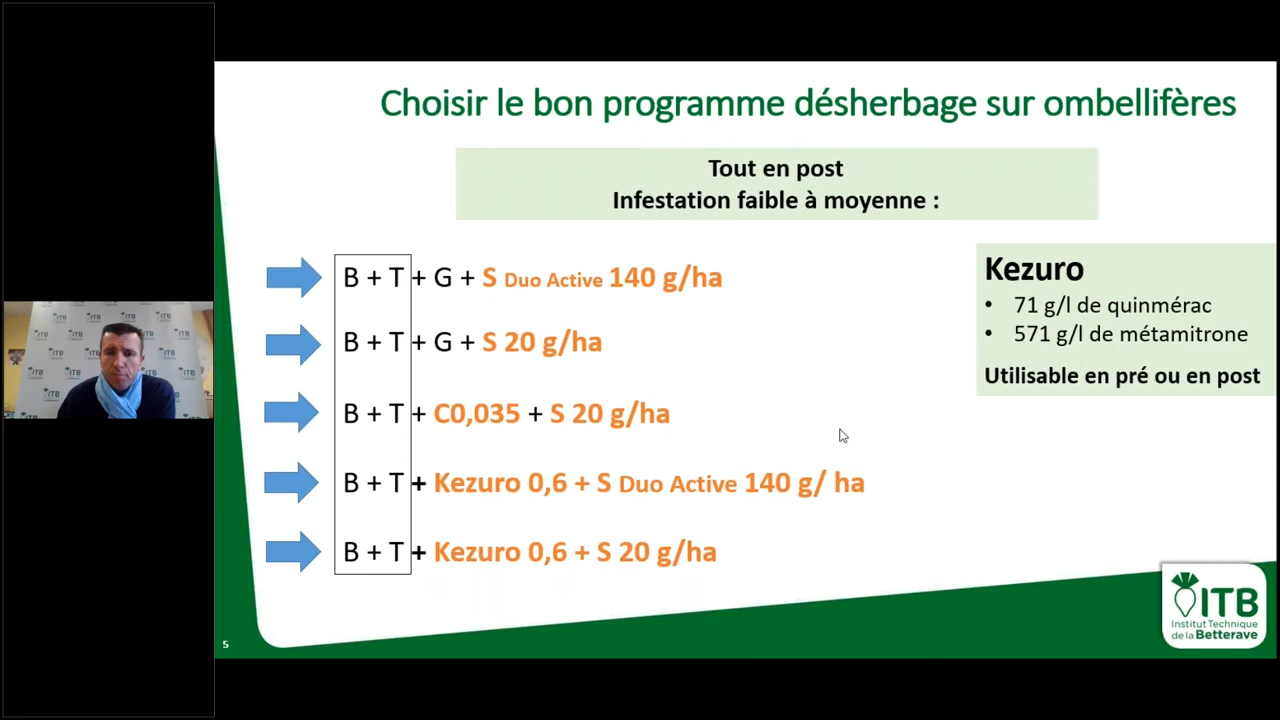 Choisir le bon programme désherbage sur ombellifères
Tout en post
Infestation faible à moyenne :
B + T + G + S Duo Active 140 g/ha
B + T + G + S 20 g/ha
B + T + C0,035 + S 20 g/ha
B + T + Kezuro 0,6 + S Duo Active 140 g/ ha
B + T + Kezuro 0,6 + S 20 g/ha
Kezuro
• 71 g/l de quinmérac
• 571 g/l de métamitrone
Utilisable en pré ou en post
ITB
ITB
Institut Technique
de la Betterave
5